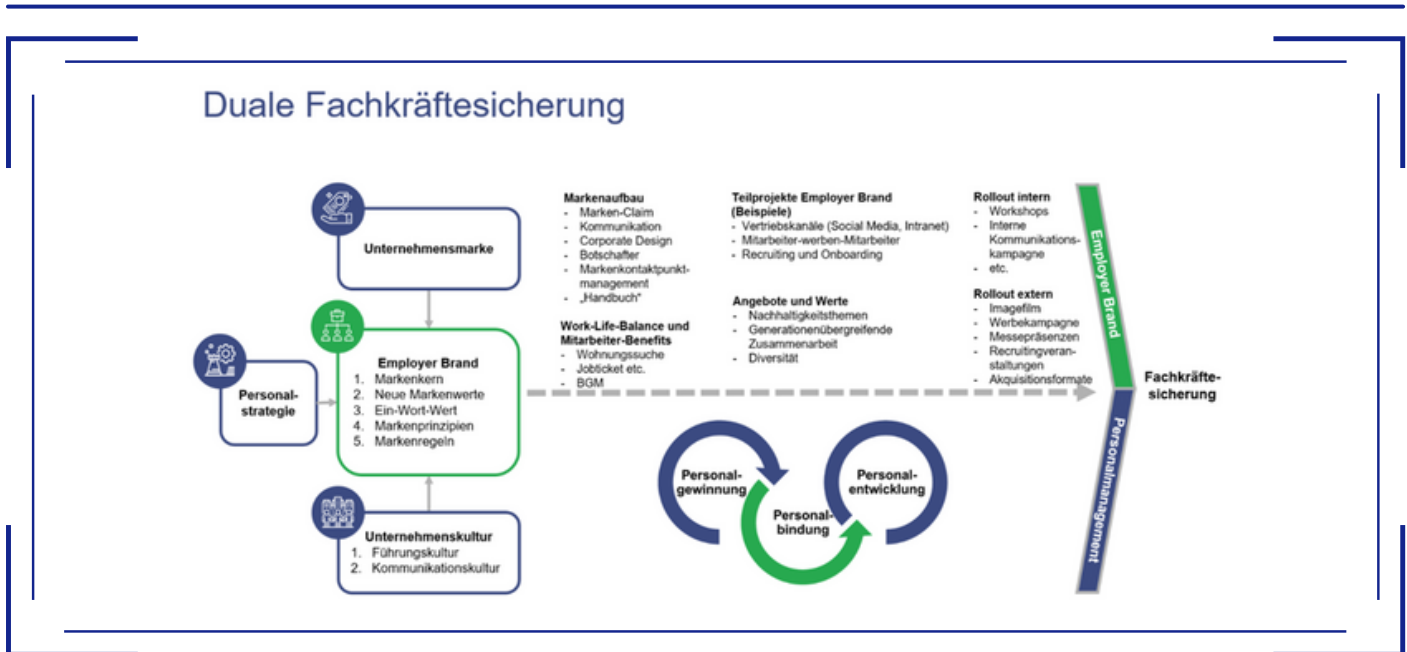 Duale Fachkräftesicherung
Unternehmensmarke
Personal-
strategie
Employer Brand
1. Markenkern
2. Neue Markenwerte
3. Ein-Wort-Wert
4. Markenprinzipien
5. Markenregeln
Unternehmenskultur
1. Führungskultur
2. Kommunikationskultur
Markenaufbau
- Marken-Claim
- Kommunikation
- Corporate Design
- Botschafter
- Markenkontaktpunkt-
management
- „Handbuch“
Work-Life-Balance und
Mitarbeiter-Benefits
- Wohnungssuche
- Jobticket etc.
- BGM
Teilprojekte Employer Brand
(Beispiele)
- Vertriebskanäle (Social Media, Intranet)
- Mitarbeiter-werben-Mitarbeiter
- Recruiting und Onboarding
Angebote und Werte
- Nachhaltigkeitsthemen
- Generationenübergreifende
Zusammenarbeit
- Diversität
Rollout intern
- Workshops
- Interne
Kommunikations-
kampagne
- etc.
Rollout extern
- Imagefilm
- Werbekampagne
- Messepräsenzen
- Recruitingveran-
staltungen
- Akquisitionsformate
Personal-
gewinnung
Personal-
bindung
Personal-
entwicklung
Employer Brand
Personalmanagement
Fachkräfte-
sicherung